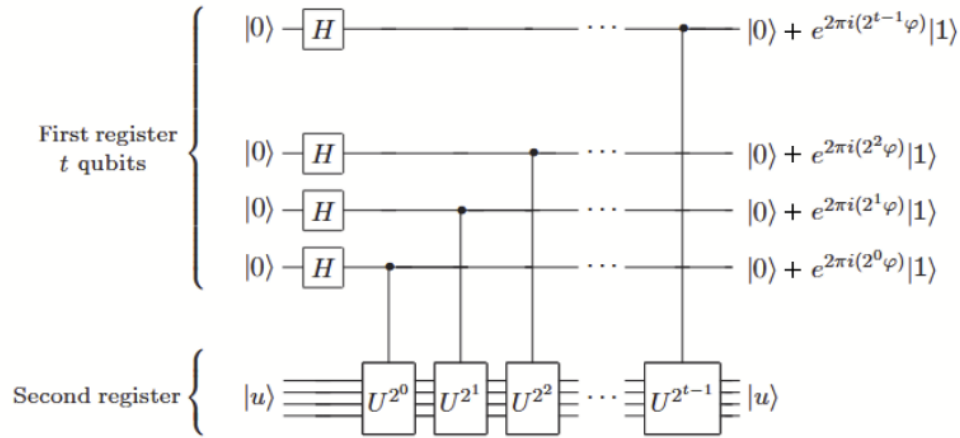 |0⟩ H ··· |0⟩ + e^{2πi(2^{t−1}φ)}|1⟩
First register
t qubits
|0⟩ H ··· |0⟩ + e^{2πi(2^2φ)}|1⟩
|0⟩ H ··· |0⟩ + e^{2πi(2^1φ)}|1⟩
|0⟩ H ··· |0⟩ + e^{2πi(2^0φ)}|1⟩
Second register |u⟩ U^{2^0} U^{2^1} U^{2^2} ··· U^{2^{t−1}} |u⟩